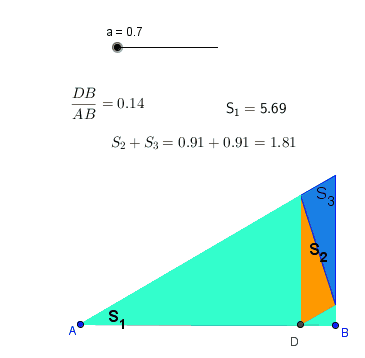 a = 0.7
DB/AB = 0.14
S₁ = 5.69
S₂ + S₃ = 0.91 + 0.91 = 1.81
S₃
S₂
S₁
A
D
B